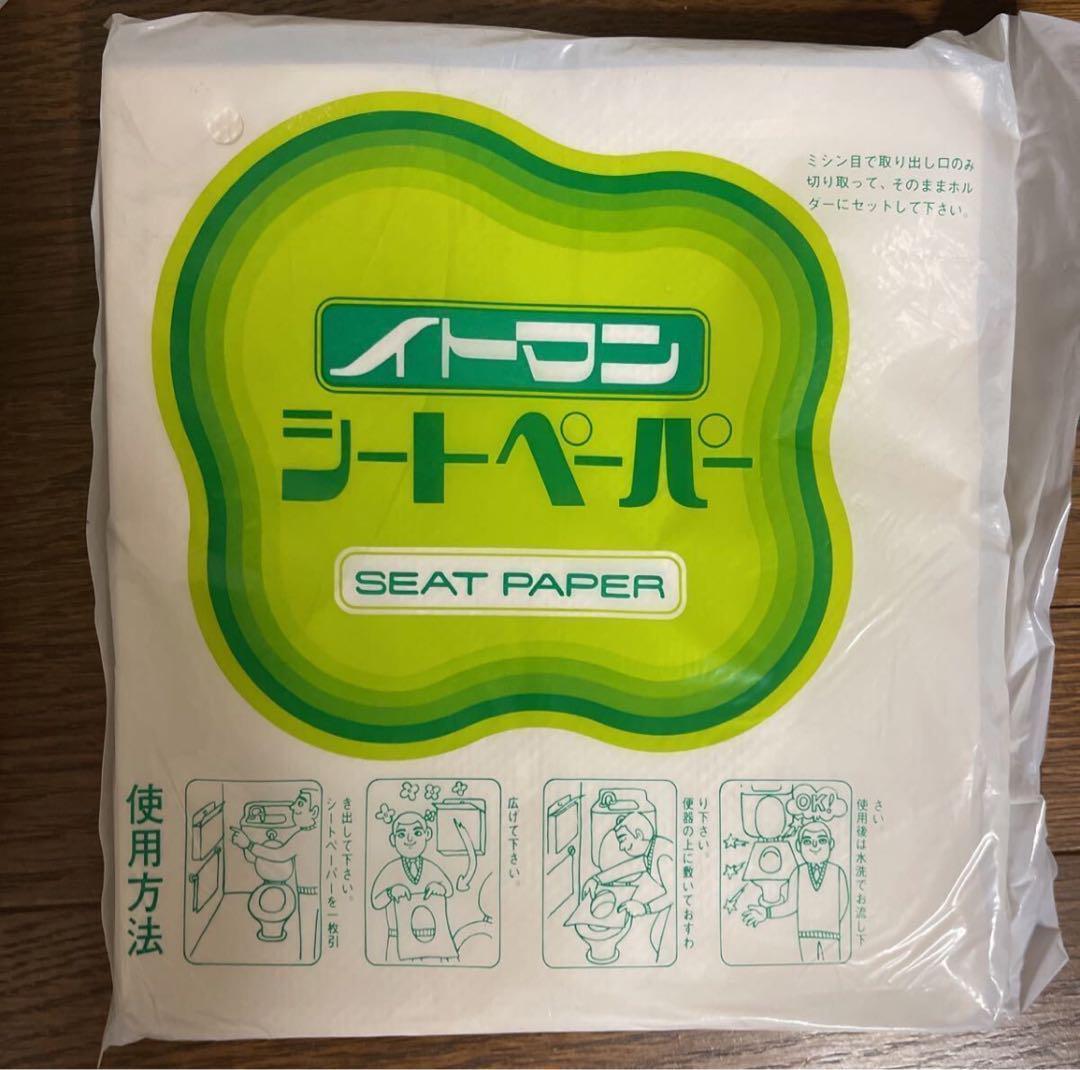 ミシン目で取り出し口のみ
切り取って、そのままホル
ダーにセットして下さい。
イトマン
シートペーパー
SEAT PAPER
使用方法
シートペーパーを一枚引
き出して下さい。
広げて下さい。
便器の上に敷いておすわ
り下さい。
OK!
使用後は水洗でお流し下
さい。